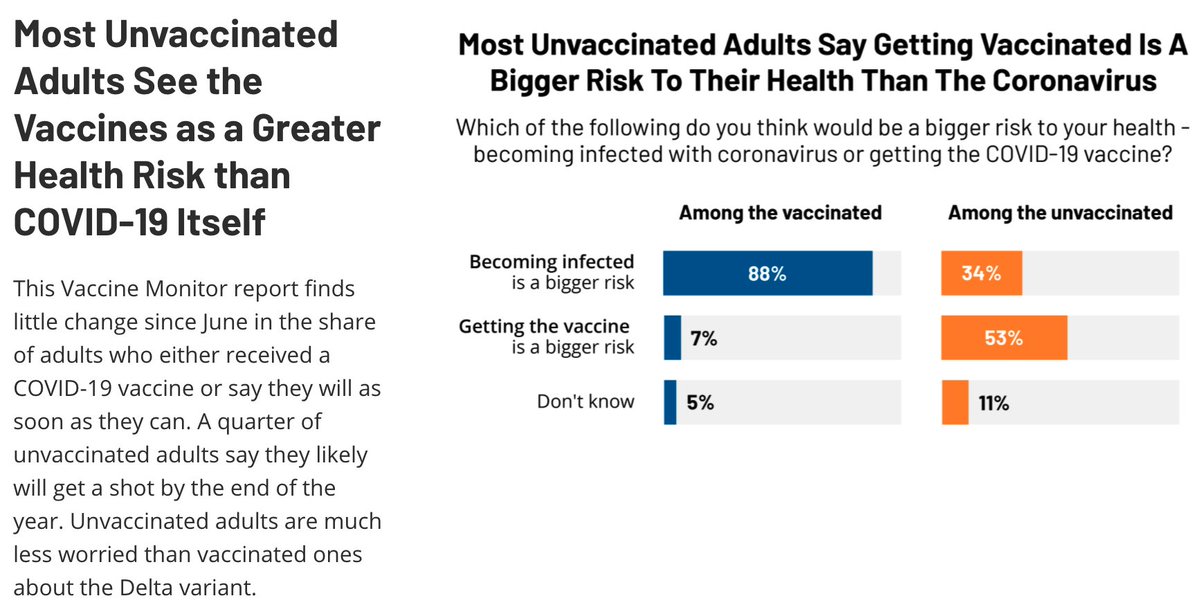 Most Unvaccinated
Adults See the
Vaccines as a Greater
Health Risk than
COVID-19 Itself
This Vaccine Monitor report finds
little change since June in the share
of adults who either received a
COVID-19 vaccine or say they will as
soon as they can. A quarter of
unvaccinated adults say they likely
will get a shot by the end of the
year. Unvaccinated adults are much
less worried than vaccinated ones
about the Delta variant.
Most Unvaccinated Adults Say Getting Vaccinated Is A
Bigger Risk To Their Health Than The Coronavirus
Which of the following do you think would be a bigger risk to your health -
becoming infected with coronavirus or getting the COVID-19 vaccine?
Among the vaccinated Among the unvaccinated
Becoming infected
is a bigger risk
88% 34%
Getting the vaccine
is a bigger risk
7% 53%
Don't know 5% 11%